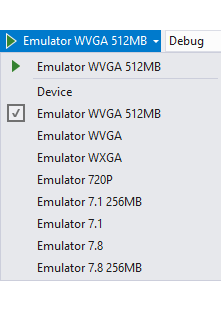 Emulator WVGA 512MB Debug
Emulator WVGA 512MB
Device
Emulator WVGA 512MB
Emulator WVGA
Emulator WXGA
Emulator 720P
Emulator 7.1 256MB
Emulator 7.1
Emulator 7.8
Emulator 7.8 256MB